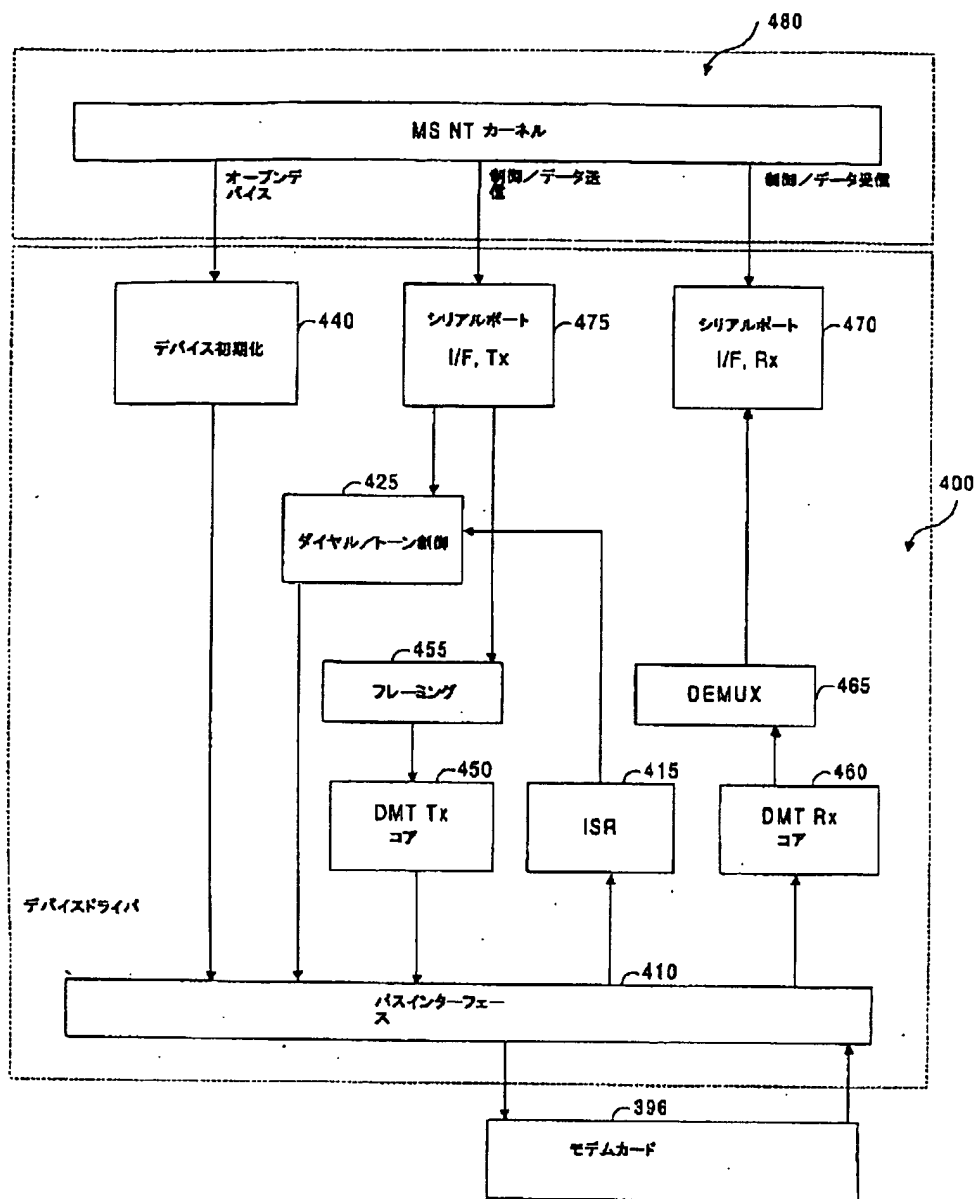 480
MS NT カーネル
オープンデ
バイス
制御／データ送
信
制御／データ受信
440
デバイス初期化
475
シリアルポート
I/F, Tx
470
シリアルポート
I/F, Rx
400
425
ダイヤル／トーン制御
455
フレーミング
465
DEMUX
450
DMT Tx
コア
415
ISR
460
DMT Rx
コア
デバイスドライバ
410
バスインターフェー
ス
396
モデムカード